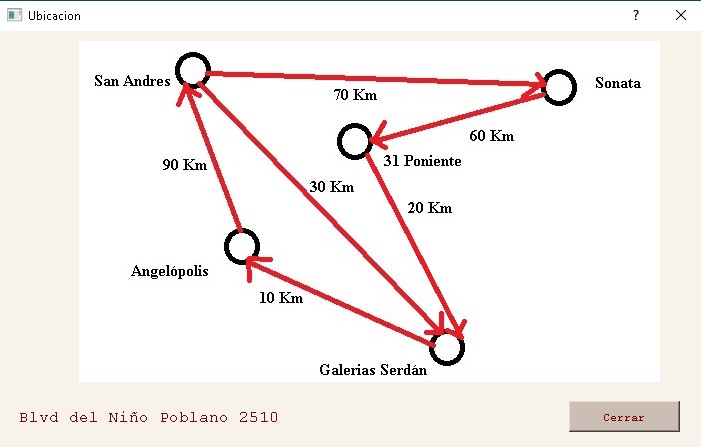 Ubicacion
San Andres
Sonata
70 Km
60 Km
31 Poniente
90 Km
30 Km
20 Km
Angelópolis
10 Km
Galerias Serdán
Blvd del Niño Poblano 2510
Cerrar